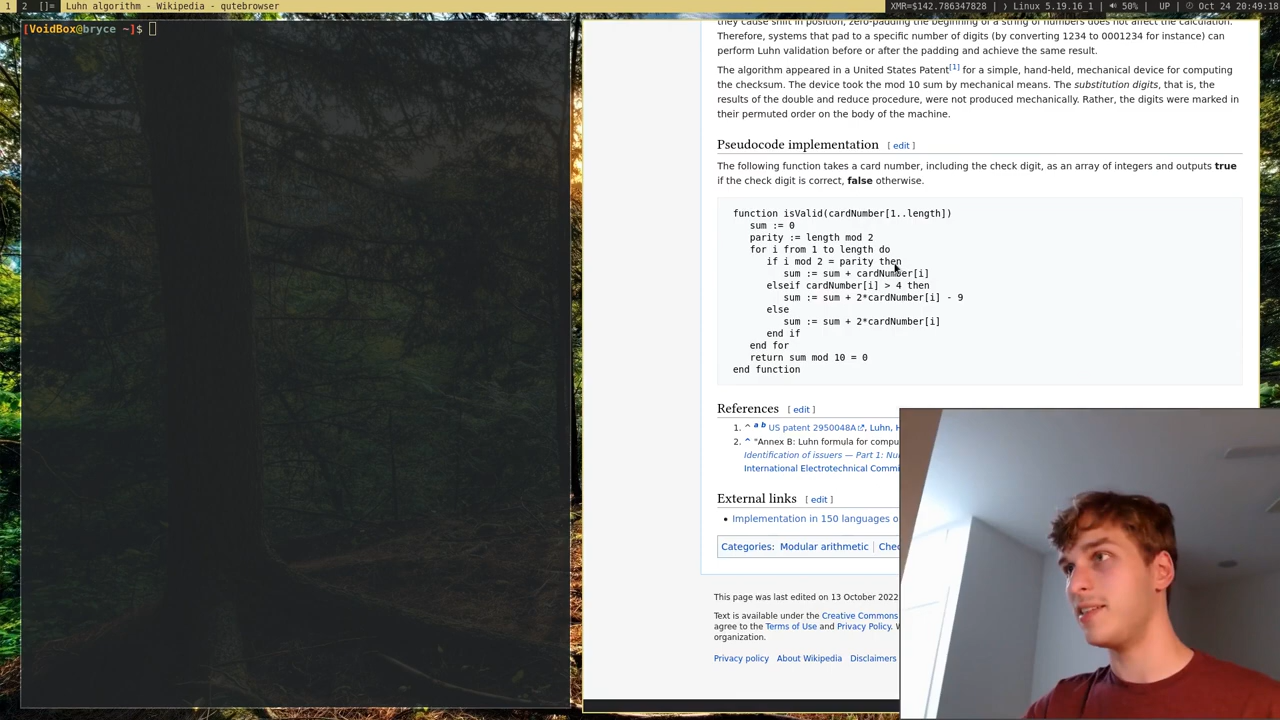 1 2 []= Luhn algorithm - Wikipedia - qutebrowser XMR=$142.786347828 | Linux 5.19.16_1 | 50% | UP | Oct 24 20:49:18
[VoidBox@bryce ~]$
they cause shift in position, zero-padding the beginning of a string of numbers does not affect the calculation.
Therefore, systems that pad to a specific number of digits (by converting 1234 to 0001234 for instance) can
perform Luhn validation before or after the padding and achieve the same result.
The algorithm appeared in a United States Patent[1] for a simple, hand-held, mechanical device for computing
the checksum. The device took the mod 10 sum by mechanical means. The substitution digits, that is, the
results of the double and reduce procedure, were not produced mechanically. Rather, the digits were marked in
their permuted order on the body of the machine.
Pseudocode implementation [ edit ]
The following function takes a card number, including the check digit, as an array of integers and outputs true
if the check digit is correct, false otherwise.
function isValid(cardNumber[1..length])
sum := 0
parity := length mod 2
for i from 1 to length do
if i mod 2 = parity then
sum := sum + cardNumber[i]
elseif cardNumber[i] > 4 then
sum := sum + 2*cardNumber[i] - 9
else
sum := sum + 2*cardNumber[i]
end if
end for
return sum mod 10 = 0
end function
References [ edit ]
1. ^ a b US patent 2950048A, Luhn, H
2. ^ "Annex B: Luhn formula for compu
Identification of issuers — Part 1: Nu
International Electrotechnical Commi
External links [ edit ]
• Implementation in 150 languages o
Categories: Modular arithmetic | Chec
This page was last edited on 13 October 2022
Text is available under the Creative Commons
agree to the Terms of Use and Privacy Policy. W
organization.
Privacy policy About Wikipedia Disclaimers